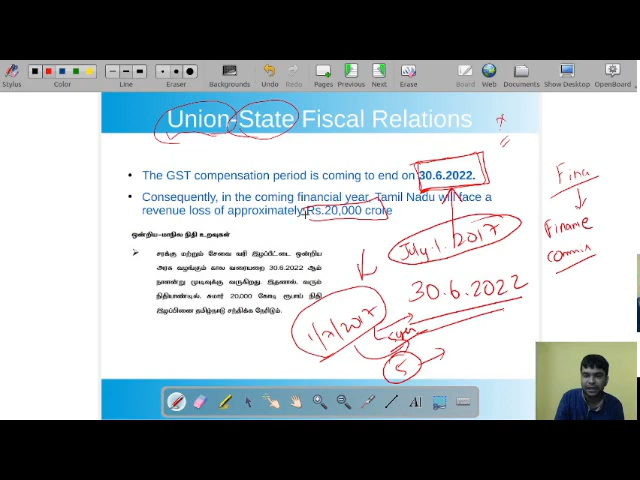 Stylus
Color
Line
Eraser
Backgrounds
Undo
Redo
Pages
Previous
Next
Erase
Board
Web
Documents
Show Desktop
OpenBoard
Union-State Fiscal Relations
• The GST compensation period is coming to end on 30.6.2022.
• Consequently, in the coming financial year, Tamil Nadu will face a
revenue loss of approximately Rs.20,000 crore
ஒன்றிய-மாநில நிதி உறவுகள்
சரக்கு மற்றும் சேவை வரி இழப்பீட்டை ஒன்றிய
அரசு வழங்கும் கால வரையறை 30.6.2022 ஆம்
நாளன்று முடிவுக்கு வருகிறது. இதனால், வரும்
நிதியாண்டில், சுமார் 20,000 கோடி ரூபாய் நிதி
இழப்பினை தமிழ்நாடு சந்திக்க நேரிடும்.
July.1.2017
30.6.2022
1/7/2017
5
Fina
Finance